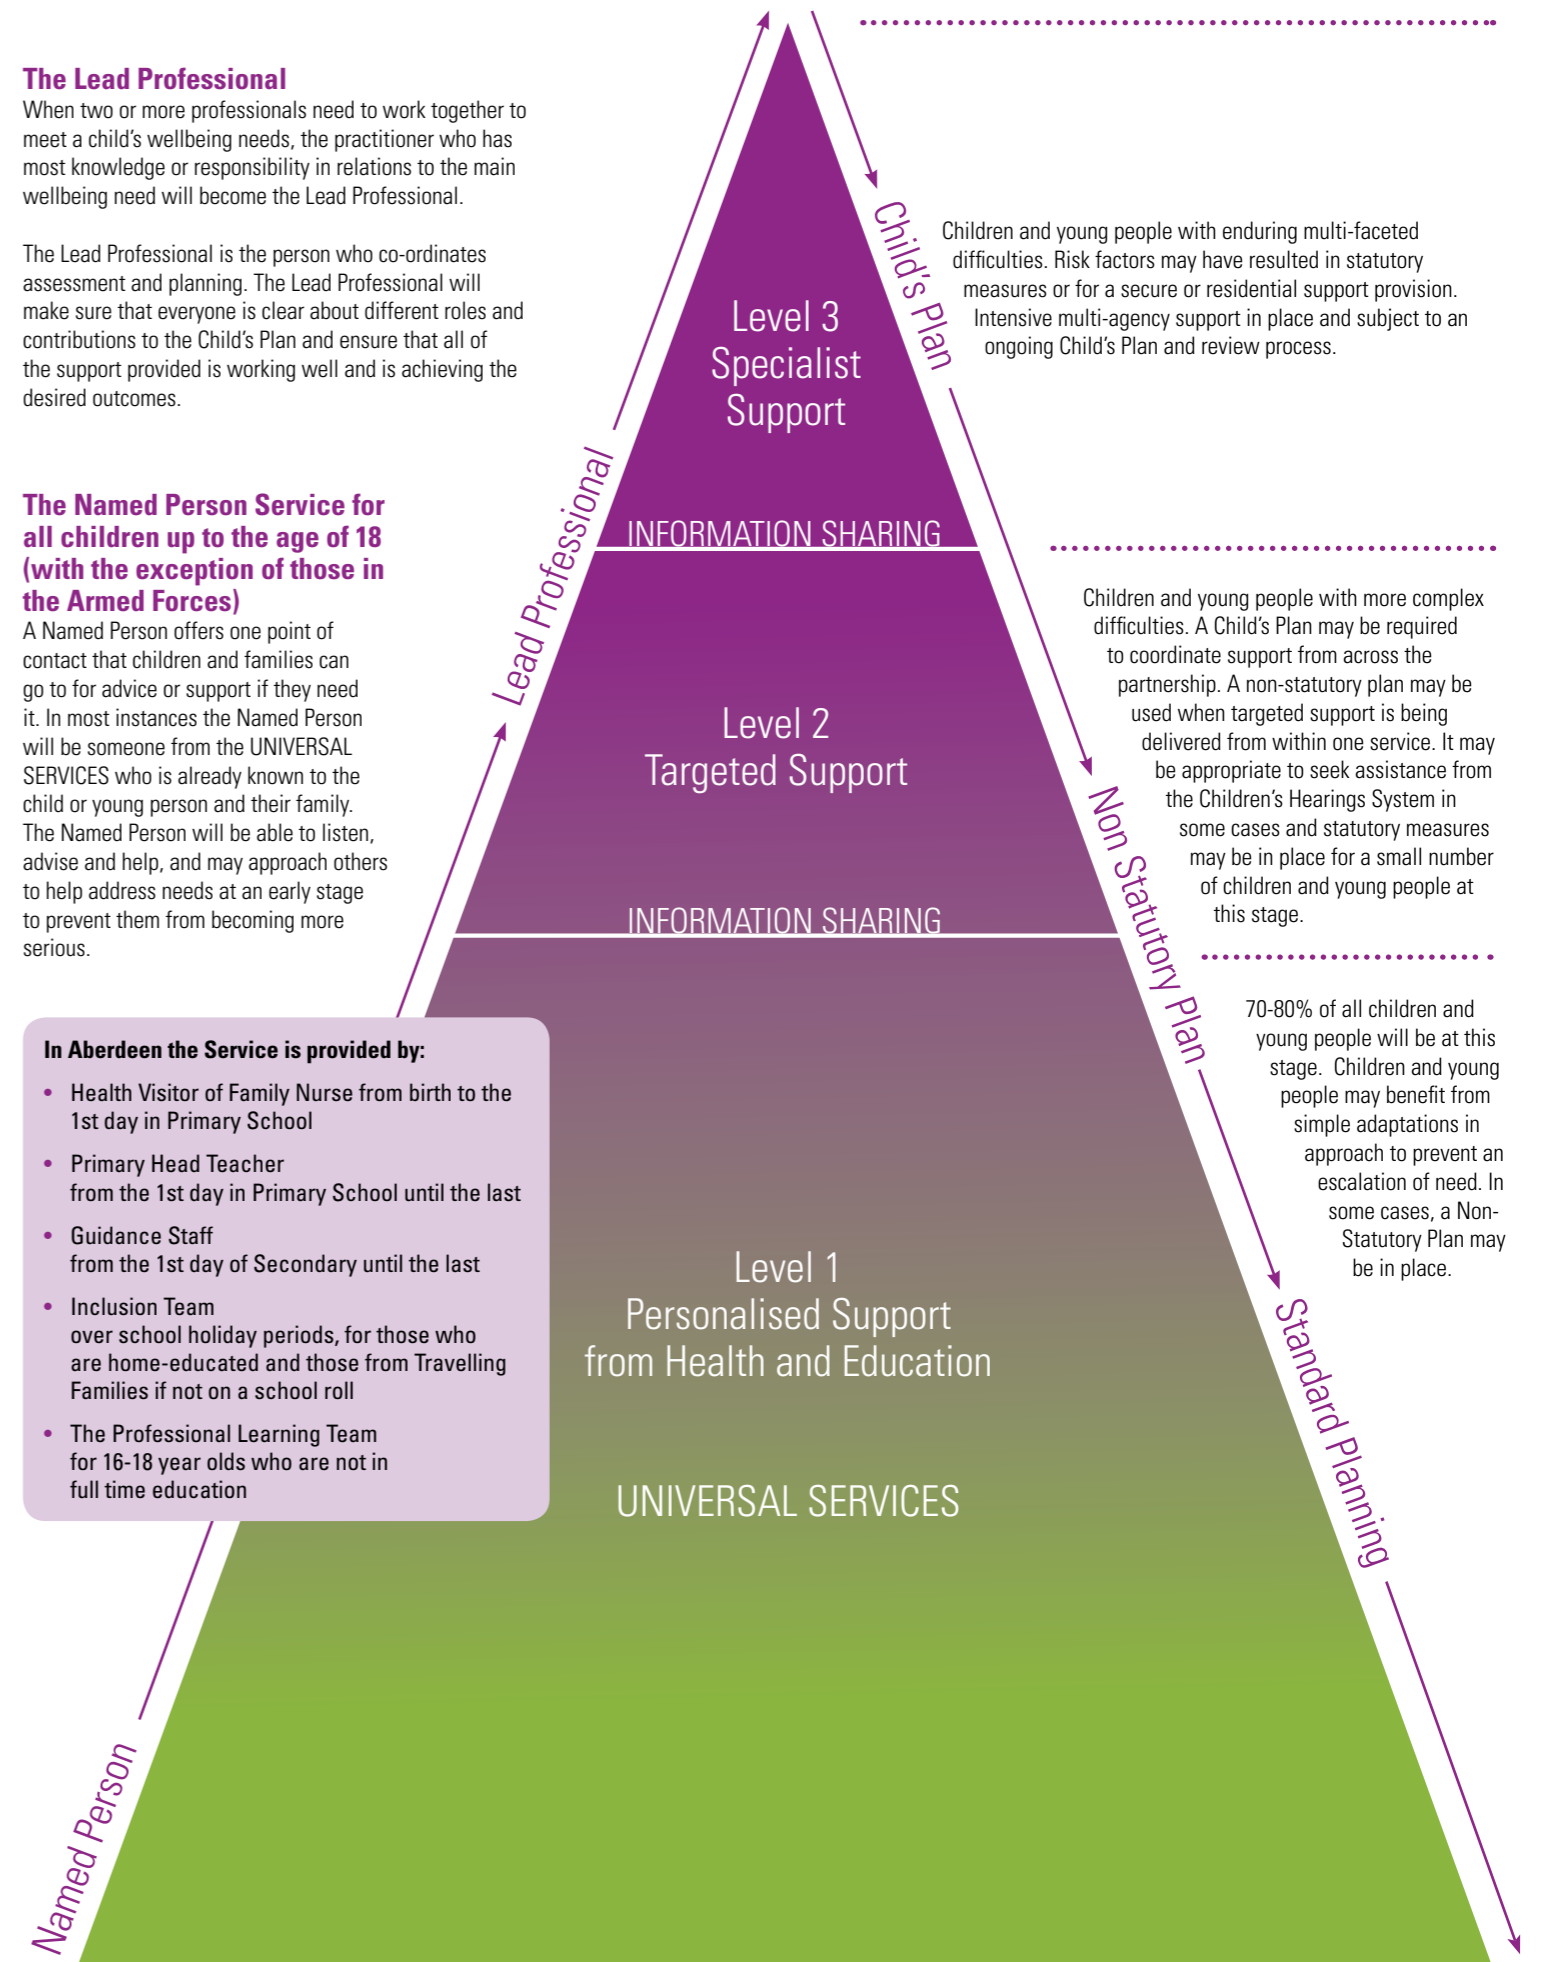 The Lead Professional
When two or more professionals need to work together to
meet a child's wellbeing needs, the practitioner who has
most knowledge or responsibility in relations to the main
wellbeing need will become the Lead Professional.
The Lead Professional is the person who co-ordinates
assessment and planning. The Lead Professional will
make sure that everyone is clear about different roles and
contributions to the Child's Plan and ensure that all of
the support provided is working well and is achieving the
desired outcomes.
The Named Person Service for
all children up to the age of 18
(with the exception of those in
the Armed Forces)
A Named Person offers one point of
contact that children and families can
go to for advice or support if they need
it. In most instances the Named Person
will be someone from the UNIVERSAL
SERVICES who is already known to the
child or young person and their family.
The Named Person will be able to listen,
advise and help, and may approach others
to help address needs at an early stage
to prevent them from becoming more
serious.
In Aberdeen the Service is provided by:
• Health Visitor of Family Nurse from birth to the
1st day in Primary School
• Primary Head Teacher
from the 1st day in Primary School until the last
• Guidance Staff
from the 1st day of Secondary until the last
• Inclusion Team
over school holiday periods, for those who
are home-educated and those from Travelling
Families if not on a school roll
• The Professional Learning Team
for 16-18 year olds who are not in
full time education
Named Person
Lead Professional
Level 3
Specialist
Support
INFORMATION SHARING
Level 2
Targeted Support
INFORMATION SHARING
Level 1
Personalised Support
from Health and Education
UNIVERSAL SERVICES
Child's Plan
Non Statutory Plan
Standard Planning
Children and young people with enduring multi-faceted
difficulties. Risk factors may have resulted in statutory
measures or for a secure or residential support provision.
Intensive multi-agency support in place and subject to an
ongoing Child's Plan and review process.
Children and young people with more complex
difficulties. A Child's Plan may be required
to coordinate support from across the
partnership. A non-statutory plan may be
used when targeted support is being
delivered from within one service. It may
be appropriate to seek assistance from
the Children's Hearings System in
some cases and statutory measures
may be in place for a small number
of children and young people at
this stage.
70-80% of all children and
young people will be at this
stage. Children and young
people may benefit from
simple adaptations in
approach to prevent an
escalation of need. In
some cases, a Non-
Statutory Plan may
be in place.